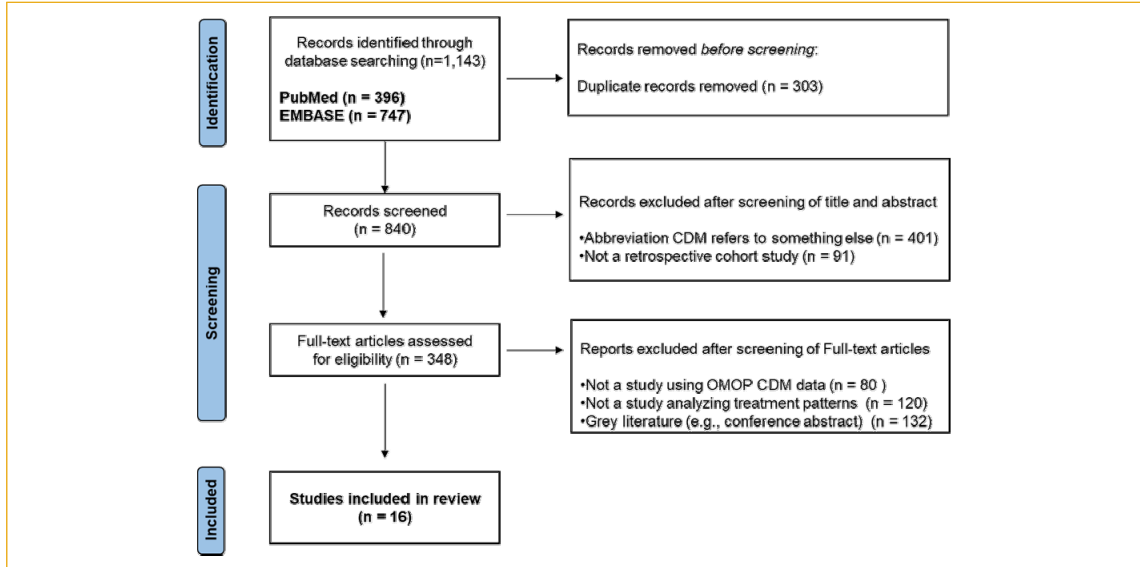 Identification
Records identified through
database searching (n=1,143)
PubMed (n = 396)
EMBASE (n = 747)
Records removed before screening:
Duplicate records removed (n = 303)
Screening
Records screened
(n = 840)
Records excluded after screening of title and abstract
•Abbreviation CDM refers to something else (n = 401)
•Not a retrospective cohort study (n = 91)
Full-text articles assessed
for eligibility (n = 348)
Reports excluded after screening of Full-text articles
•Not a study using OMOP CDM data (n = 80 )
•Not a study analyzing treatment patterns (n = 120)
•Grey literature (e.g., conference abstract) (n = 132)
Included
Studies included in review
(n = 16)